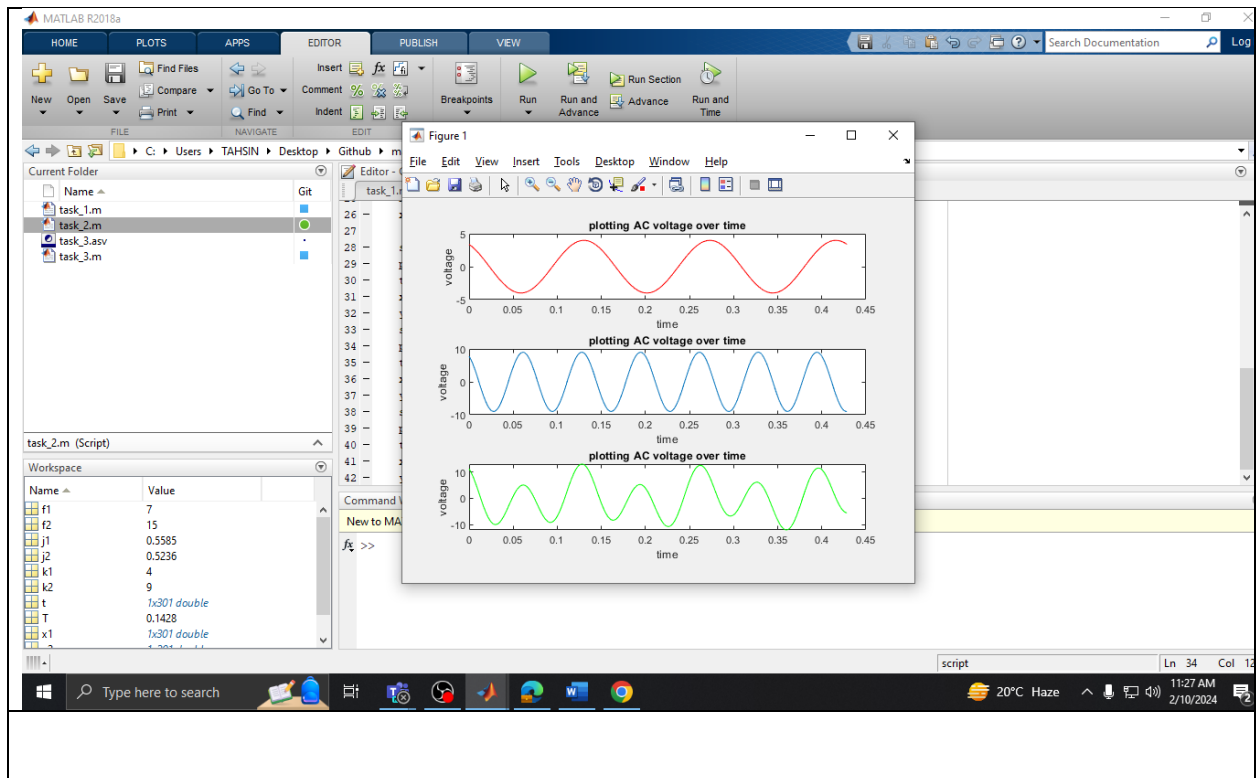 MATLAB R2018a
HOME PLOTS APPS EDITOR PUBLISH VIEW
Search Documentation
Log
New
Open
Save
Find Files
Compare
Print
Go To
Find
Insert
Comment
Indent
fx
Breakpoints
Run
Run and
Advance
Run Section
Advance
Run and
Time
FILE NAVIGATE EDIT
C: Users TAHSIN Desktop Github m
Current Folder
Name Git
task_1.m
task_2.m
task_3.asv
task_3.m
task_2.m (Script)
Workspace
Name Value
f1 7
f2 15
j1 0.5585
j2 0.5236
k1 4
k2 9
t 1x301 double
T 0.1428
x1 1x301 double
Editor -
task_1.
26 -
27
28 -
29 -
30 -
31 -
32 -
33 -
34 -
35 -
36 -
37 -
38 -
39 -
40 -
41 -
42 -
Command
New to MA
fx >>
Figure 1
File Edit View Insert Tools Desktop Window Help
plotting AC voltage over time
5
0
-5
voltage
0 0.05 0.1 0.15 0.2 0.25 0.3 0.35 0.4 0.45
time
plotting AC voltage over time
10
0
-10
voltage
0 0.05 0.1 0.15 0.2 0.25 0.3 0.35 0.4 0.45
time
plotting AC voltage over time
10
0
-10
voltage
0 0.05 0.1 0.15 0.2 0.25 0.3 0.35 0.4 0.45
time
script
Ln 34 Col 12
Type here to search
20°C Haze
11:27 AM
2/10/2024